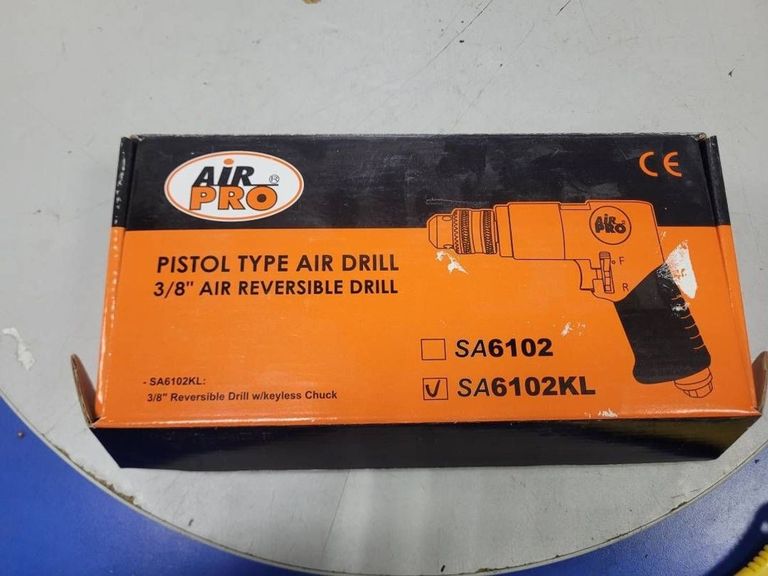 AIR PRO ®
CE
PISTOL TYPE AIR DRILL
3/8" AIR REVERSIBLE DRILL
AIR PRO ®
F
R
SA6102
SA6102KL
- SA6102KL:
3/8" Reversible Drill w/keyless Chuck